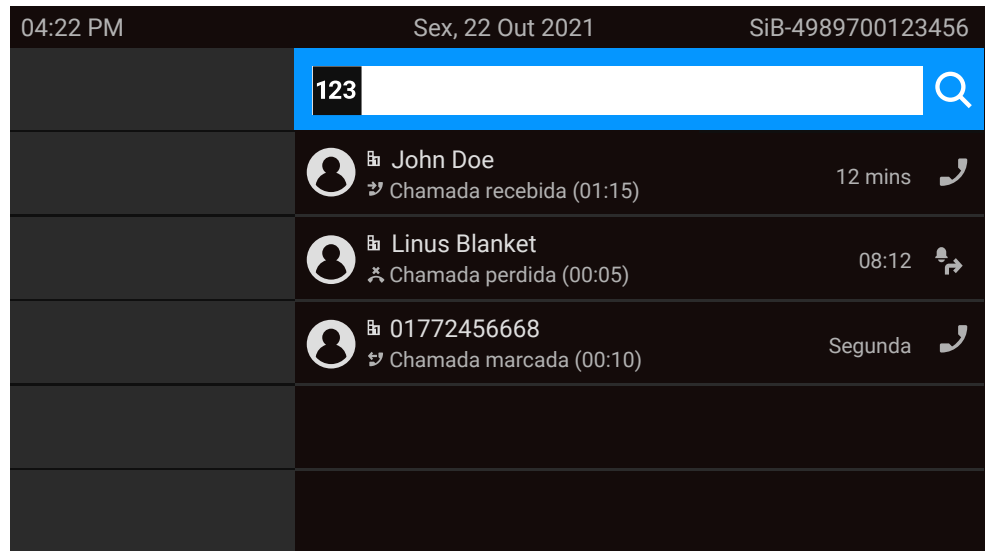 04:22 PM Sex, 22 Out 2021 SiB-4989700123456
123
John Doe
Chamada recebida (01:15) 12 mins
Linus Blanket
Chamada perdida (00:05) 08:12
01772456668
Chamada marcada (00:10) Segunda